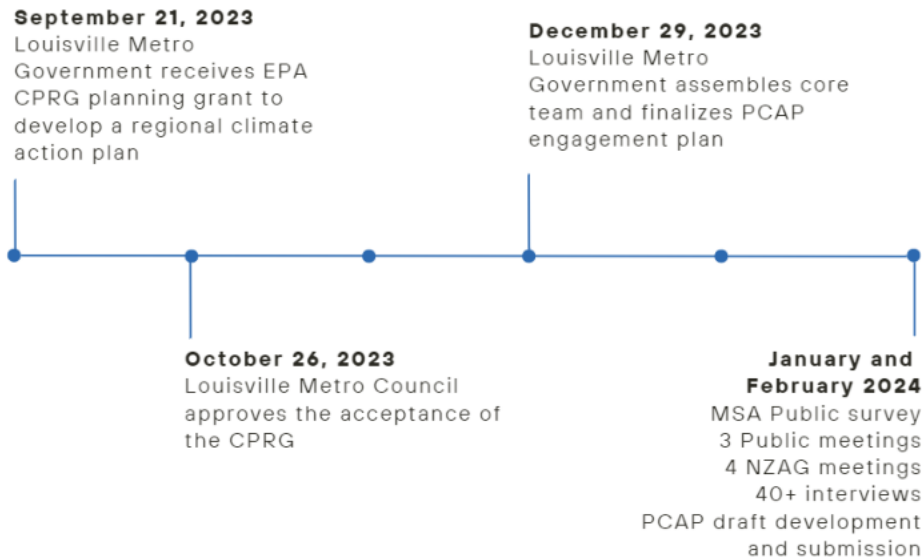 September 21, 2023
Louisville Metro
Government receives EPA
CPRG planning grant to
develop a regional climate
action plan
December 29, 2023
Louisville Metro
Government assembles core
team and finalizes PCAP
engagement plan
October 26, 2023
Louisville Metro Council
approves the acceptance of
the CPRG
January and
February 2024
MSA Public survey
3 Public meetings
4 NZAG meetings
40+ interviews
PCAP draft development
and submission